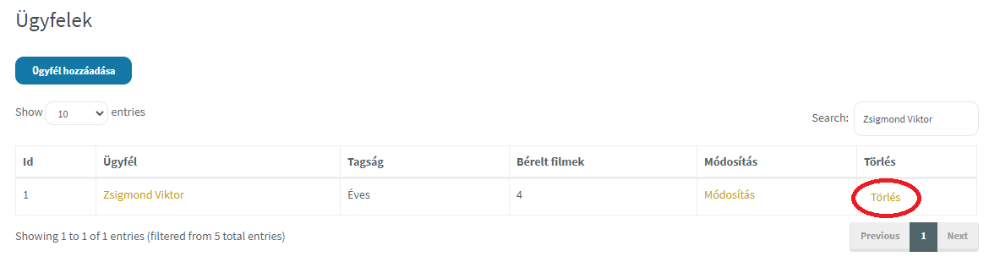 Ügyfelek
Ügyfél hozzáadása
Show 10 entries
Search: Zsigmond Viktor
Id Ügyfél Tagság Bérelt filmek Módosítás Törlés
1 Zsigmond Viktor Éves 4 Módosítás Törlés
Showing 1 to 1 of 1 entries (filtered from 5 total entries)
Previous 1 Next